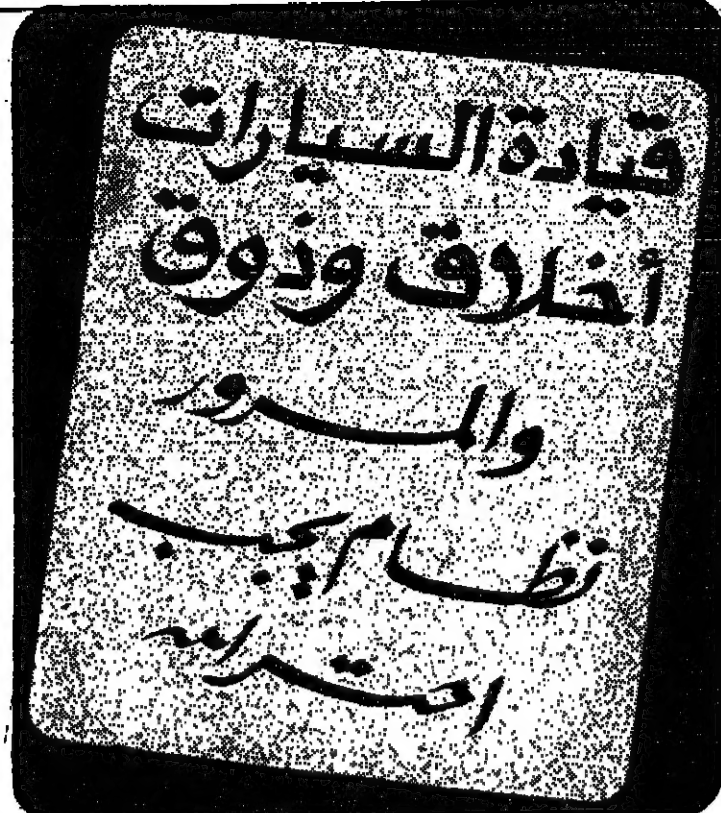 قيادة السيارات
أخلاق وذوق
والمرور
نظام يجب
احترامه